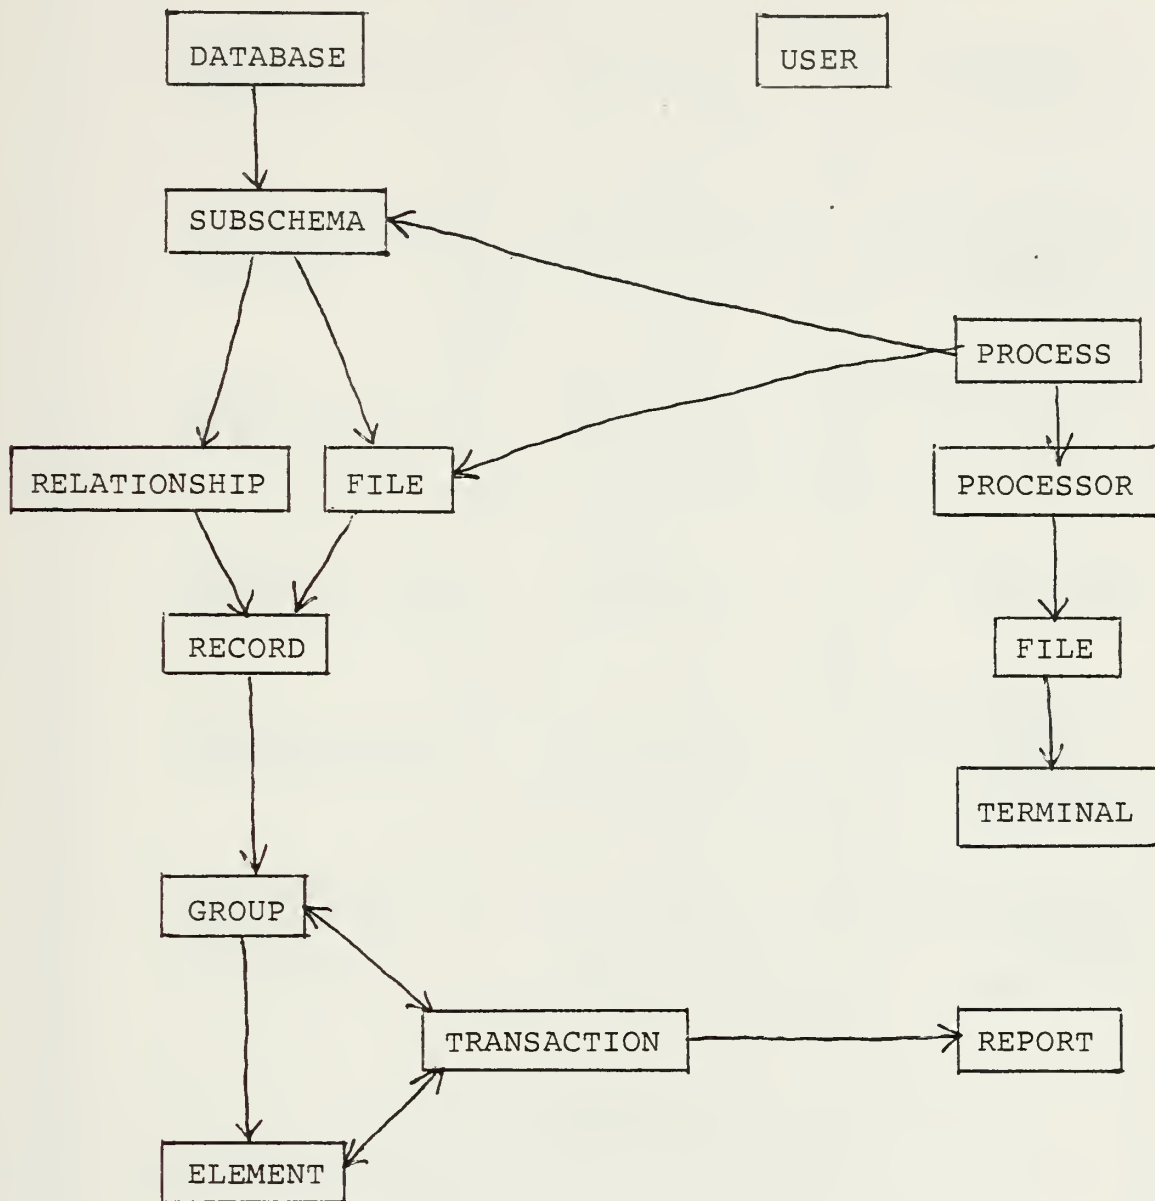 DATABASE
USER
SUBSCHEMA
PROCESS
RELATIONSHIP
FILE
PROCESSOR
RECORD
FILE
TERMINAL
GROUP
TRANSACTION
REPORT
ELEMENT